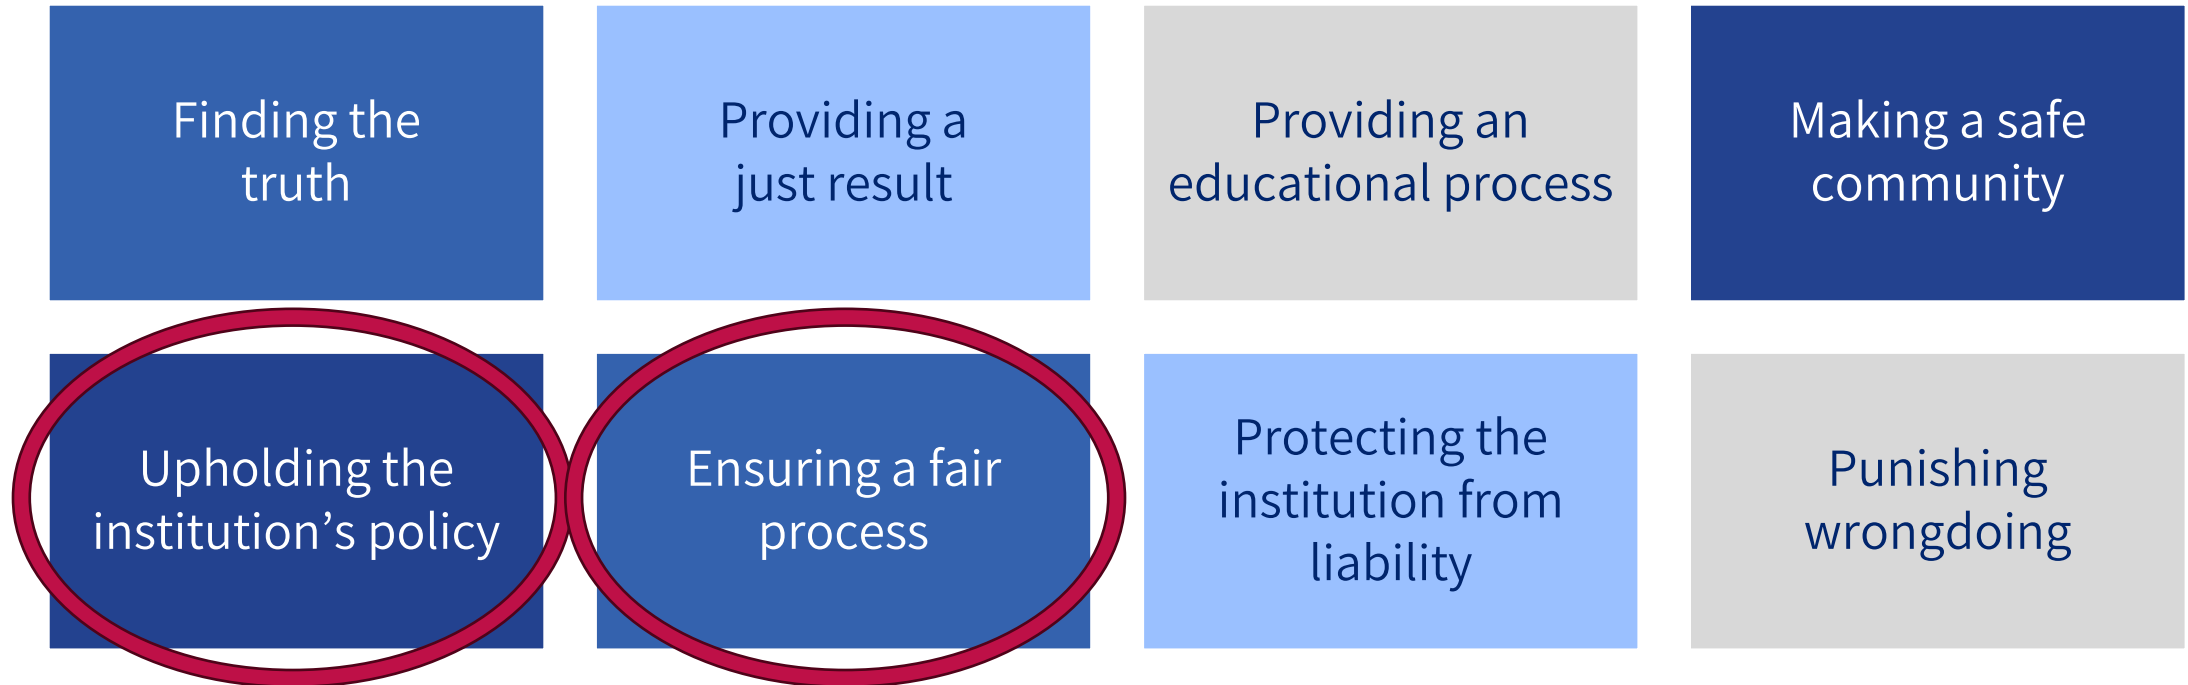 Finding the
truth
Providing a
just result
Providing an
educational process
Making a safe
community
Upholding the
institution’s policy
Ensuring a fair
process
Protecting the
institution from
liability
Punishing
wrongdoing